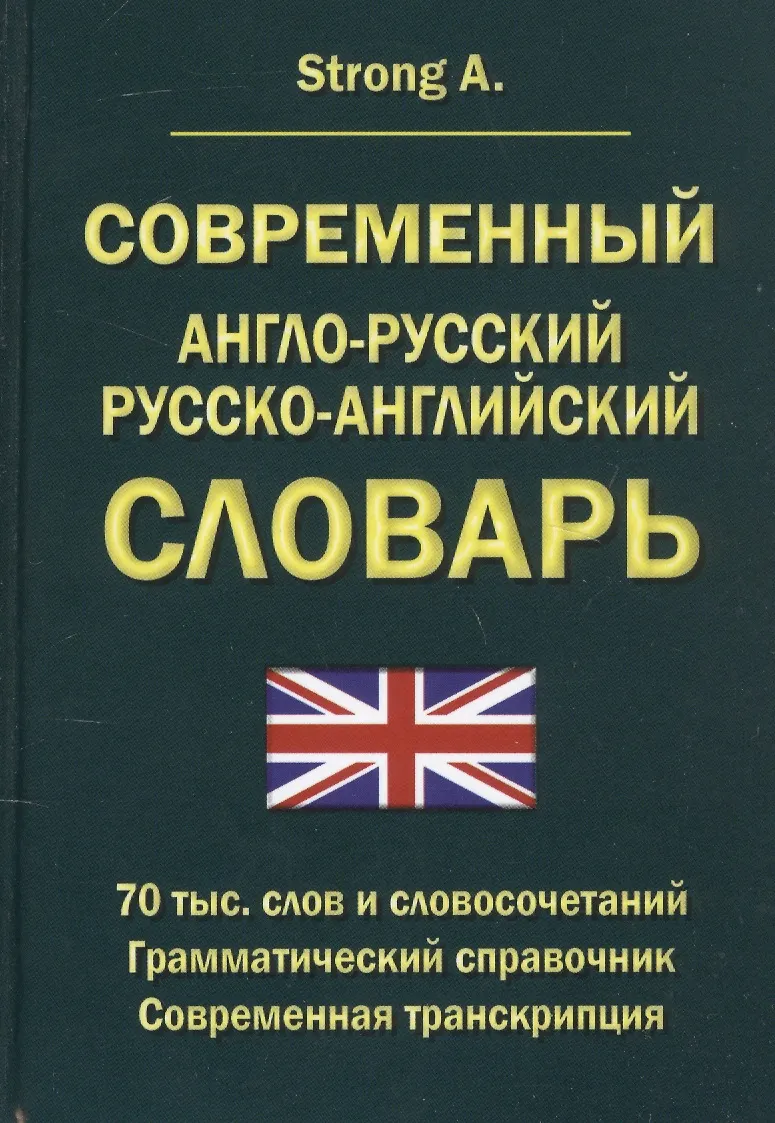 Strong A.
СОВРЕМЕННЫЙ
АНГЛО-РУССКИЙ
РУССКО-АНГЛИЙСКИЙ
СЛОВАРЬ
70 тыс. слов и словосочетаний
Грамматический справочник
Современная транскрипция